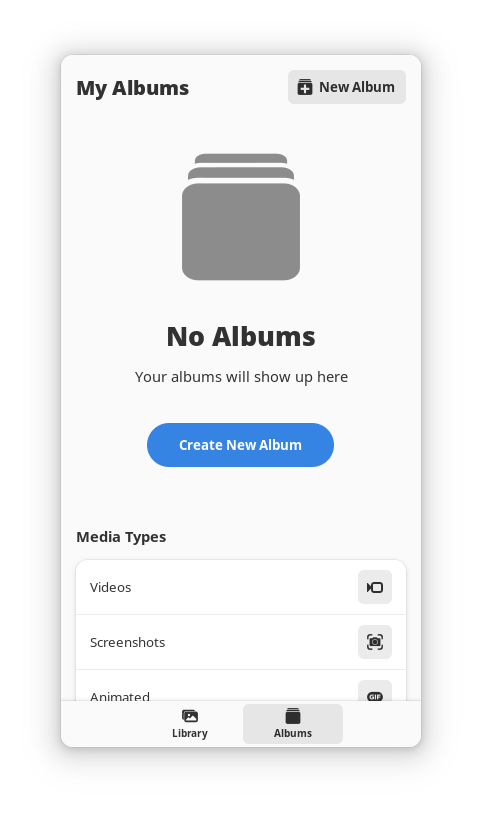 My Albums
New Album
No Albums
Your albums will show up here
Create New Album
Media Types
Videos
Screenshots
Animated
GIF
Library
Albums